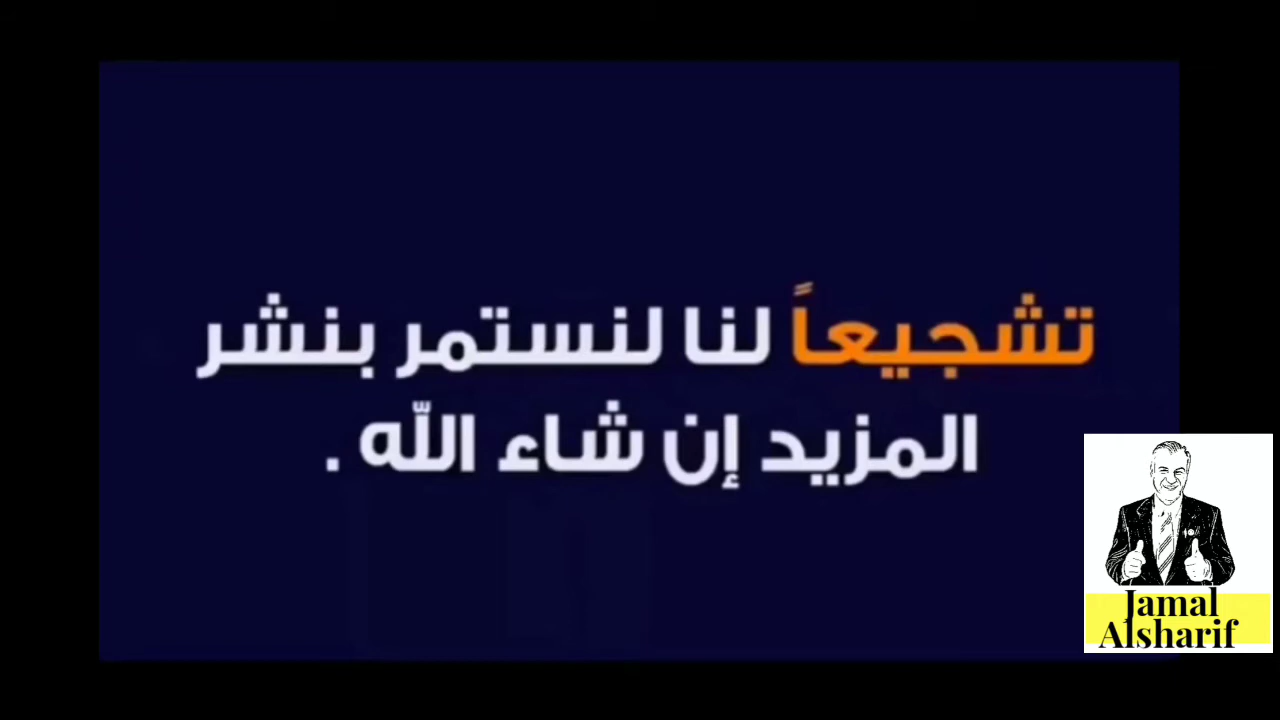 تشجيعاً لنا لنستمر بنشر
المزيد إن شاء الله .
Jamal
Alsharif